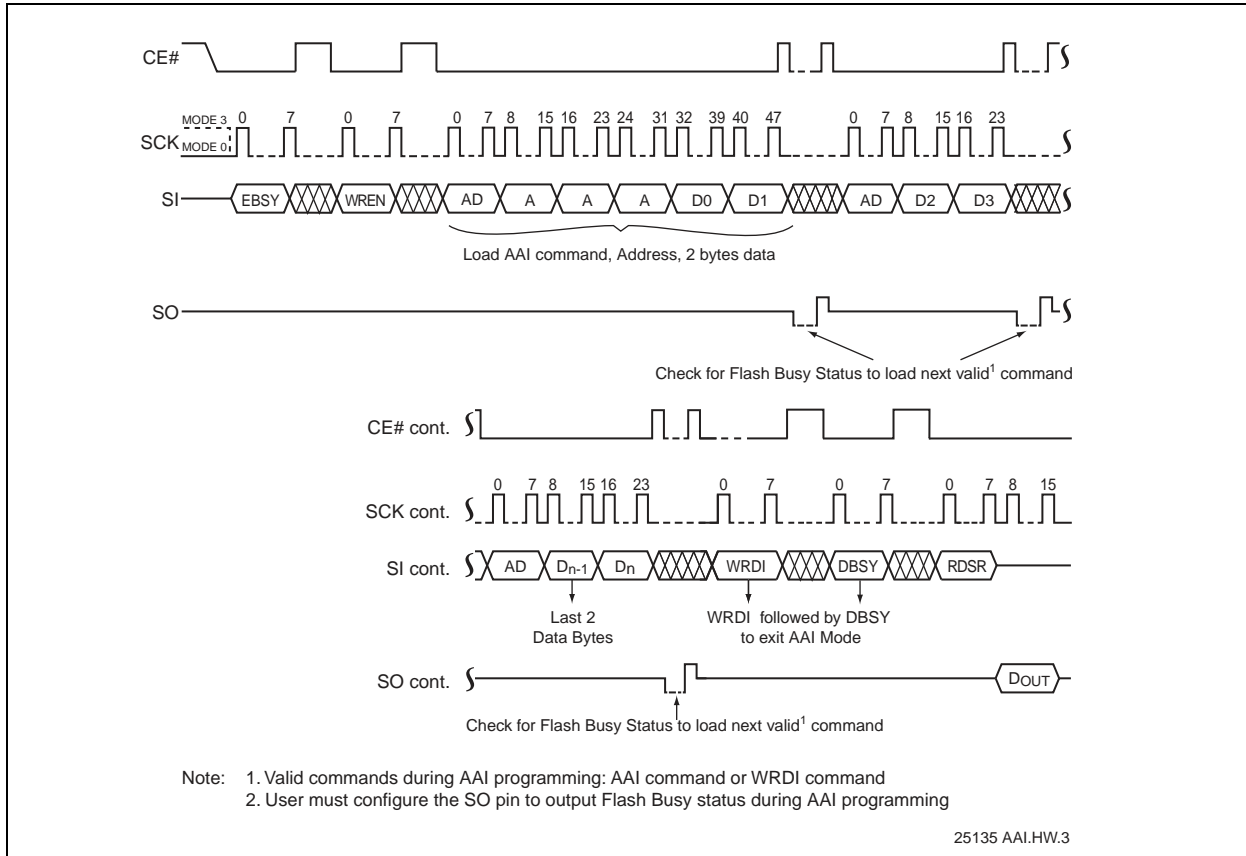 CE#
MODE 3 0 7 0 7 0 7 8 15 16 23 24 31 32 39 40 47 0 7 8 15 16 23
SCK MODE 0
SI EBSY WREN AD A A A D0 D1 AD D2 D3
Load AAI command, Address, 2 bytes data
SO
Check for Flash Busy Status to load next valid1 command
CE# cont.
0 7 8 15 16 23 0 7 0 7 0 7 8 15
SCK cont.
SI cont. AD Dn-1 Dn WRDI DBSY RDSR
Last 2 WRDI followed by DBSY
Data Bytes to exit AAI Mode
SO cont. DOUT
Check for Flash Busy Status to load next valid1 command
Note: 1. Valid commands during AAI programming: AAI command or WRDI command
2. User must configure the SO pin to output Flash Busy status during AAI programming
25135 AAI.HW.3